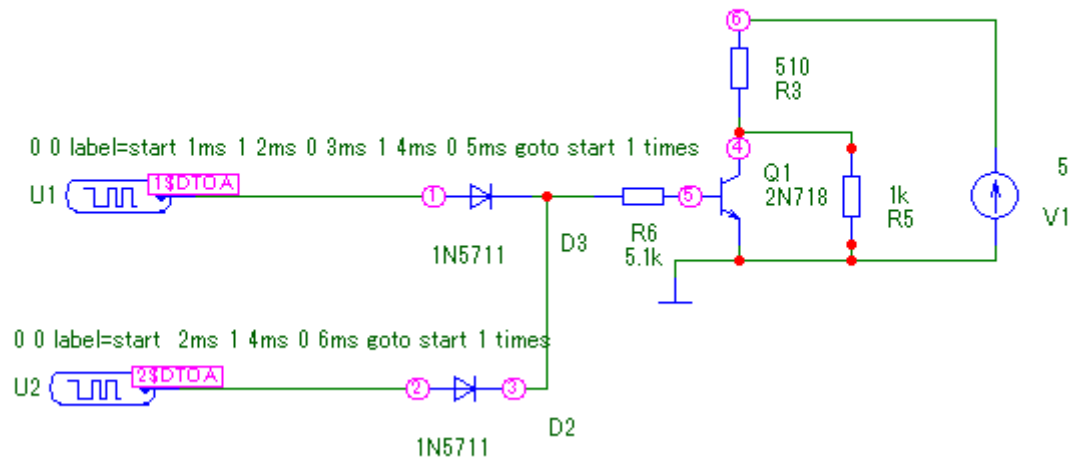 6
510
R3
0 0 label=start 1ms 1 2ms 0 3ms 1 4ms 0 5ms goto start 1 times
4
Q1
2N718
5
V1
U1
1$DTOA
1
5
1k
R5
1N5711
D3
R6
5.1k
0 0 label=start 2ms 1 4ms 0 6ms goto start 1 times
U2
2$DTOA
2
3
D2
1N5711